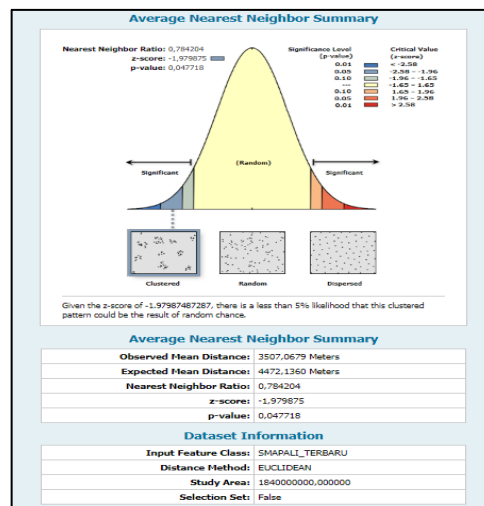 Average Nearest Neighbor Summary
Nearest Neighbor Ratio: 0,784204
z-score: -1,979875
p-value: 0,047718
Significance Level (p-value) Critical Value (z-score)
0.01 < -2.58
0.05 -2.58 - -1.96
0.10 -1.96 - -1.65
--- -1.65 - 1.65
0.10 1.65 - 1.96
0.05 1.96 - 2.58
0.01 > 2.58
Significant (Random) Significant
Clustered Random Dispersed
Given the z-score of -1.97987487287, there is a less than 5% likelihood that this clustered
pattern could be the result of random chance.
Average Nearest Neighbor Summary
Observed Mean Distance: 3507,0679 Meters
Expected Mean Distance: 4472,1360 Meters
Nearest Neighbor Ratio: 0,784204
z-score: -1,979875
p-value: 0,047718
Dataset Information
Input Feature Class: SMAPALI_TERBARU
Distance Method: EUCLIDEAN
Study Area: 1840000000,000000
Selection Set: False